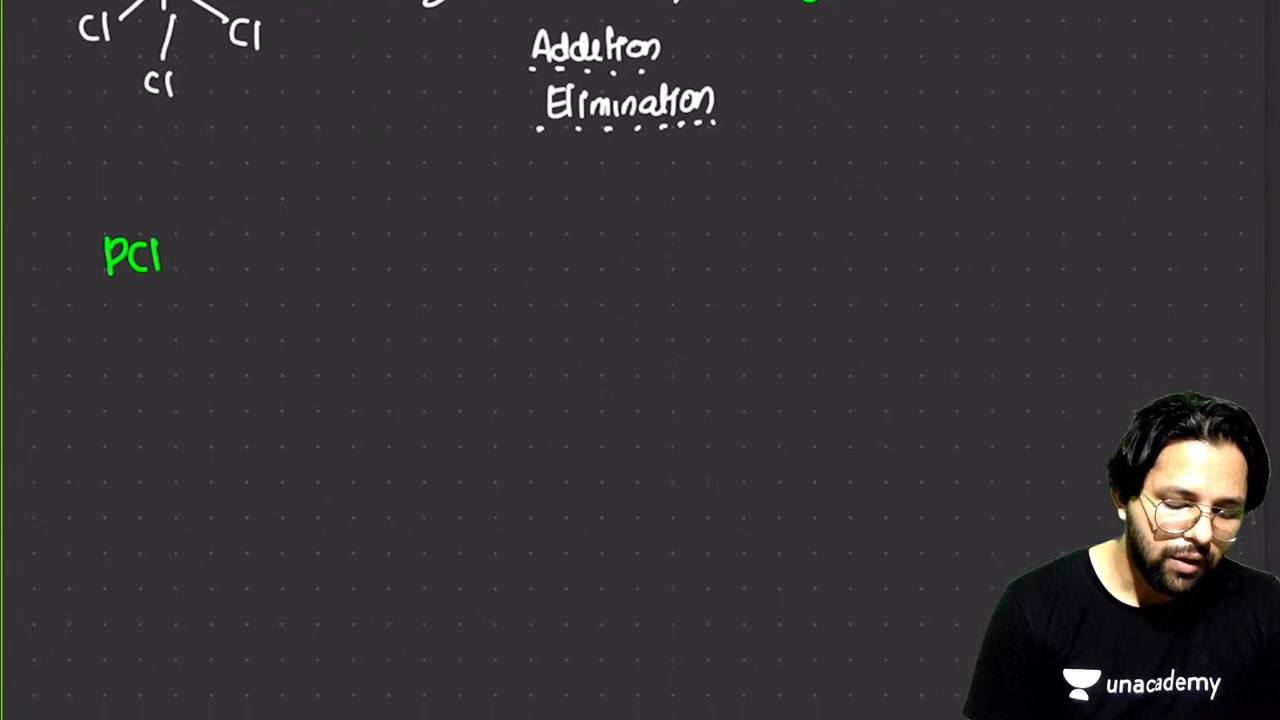 Cl Cl
Cl
Addition
Elimination
PCl
unacademy